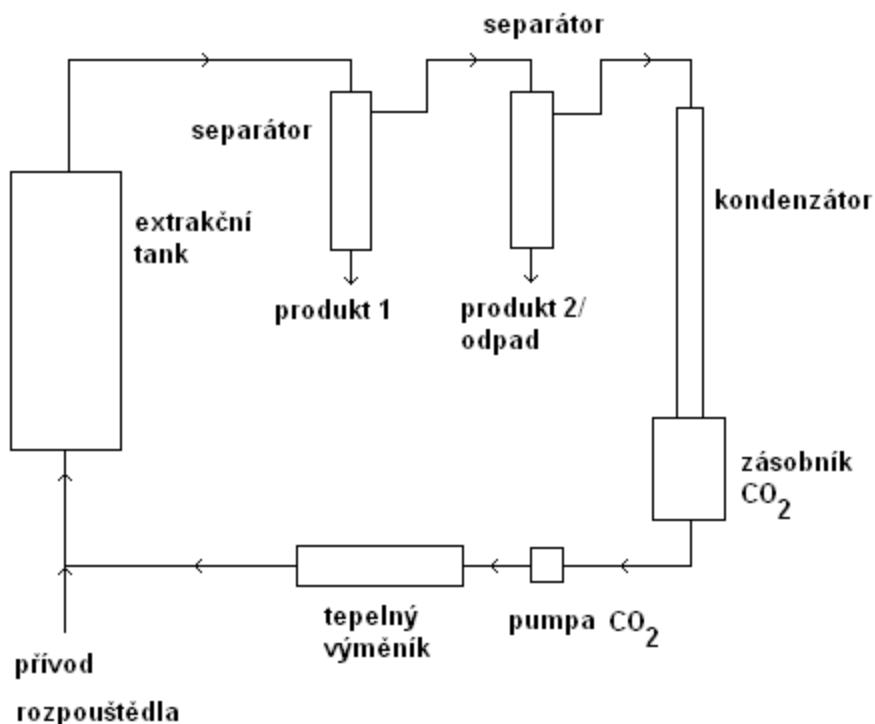 separátor
separátor
extrakční
tank
kondenzátor
produkt 1
produkt 2/
odpad
zásobník
CO2
tepelný
výměník
pumpa CO2
přívod
rozpouštědla